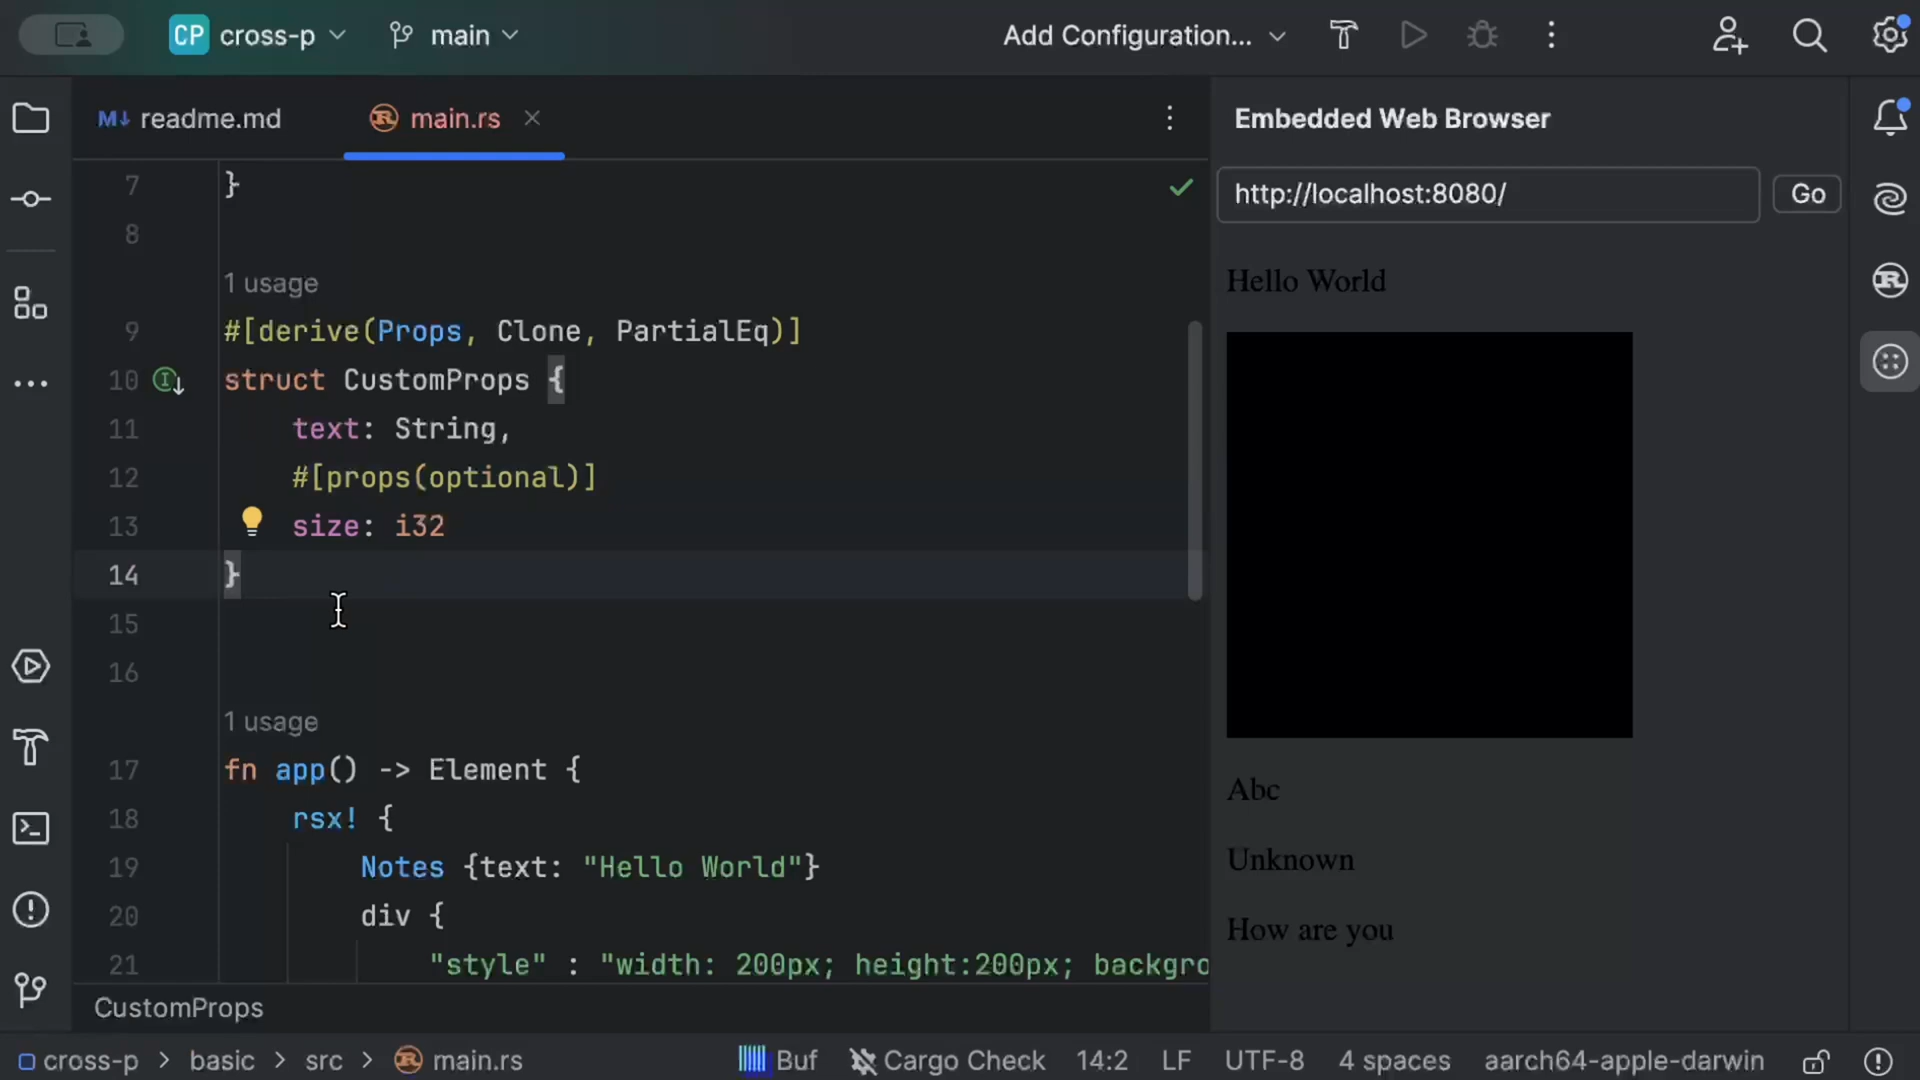 CP cross-p main Add Configuration...
M↓ readme.md main.rs
Embedded Web Browser
http://localhost:8080/ Go
7 }
8
1 usage
9 #[derive(Props, Clone, PartialEq)]
10 struct CustomProps {
11 text: String,
12 #[props(optional)]
13 size: i32
14 }
15
16
1 usage
17 fn app() -> Element {
18 rsx! {
19 Notes {text: "Hello World"}
20 div {
21 "style" : "width: 200px; height:200px; backgro
Hello World
Abc
Unknown
How are you
CustomProps
cross-p > basic > src > main.rs Buf Cargo Check 14:2 LF UTF-8 4 spaces aarch64-apple-darwin